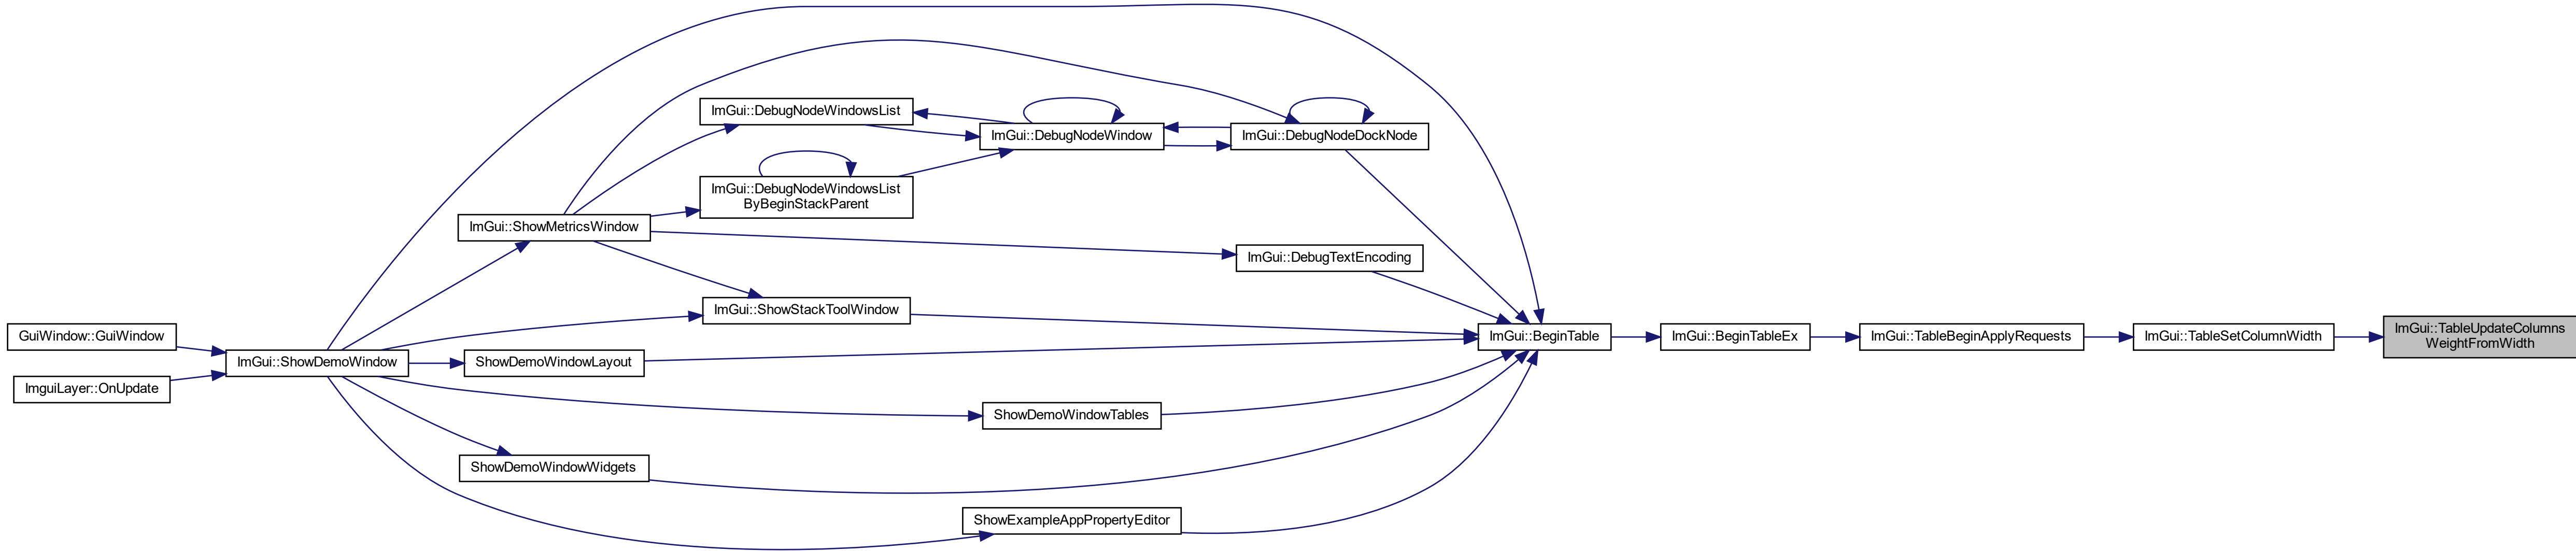 ImGui::DebugNodeWindowsList
ImGui::DebugNodeWindow
ImGui::DebugNodeDockNode
ImGui::DebugNodeWindowsList
ByBeginStackParent
ImGui::ShowMetricsWindow
ImGui::DebugTextEncoding
ImGui::ShowStackToolWindow
GuiWindow::GuiWindow
ImGui::BeginTable
ImGui::BeginTableEx
ImGui::TableBeginApplyRequests
ImGui::TableSetColumnWidth
ImGui::TableUpdateColumns
WeightFromWidth
ImGui::ShowDemoWindow
ShowDemoWindowLayout
ImguiLayer::OnUpdate
ShowDemoWindowTables
ShowDemoWindowWidgets
ShowExampleAppPropertyEditor